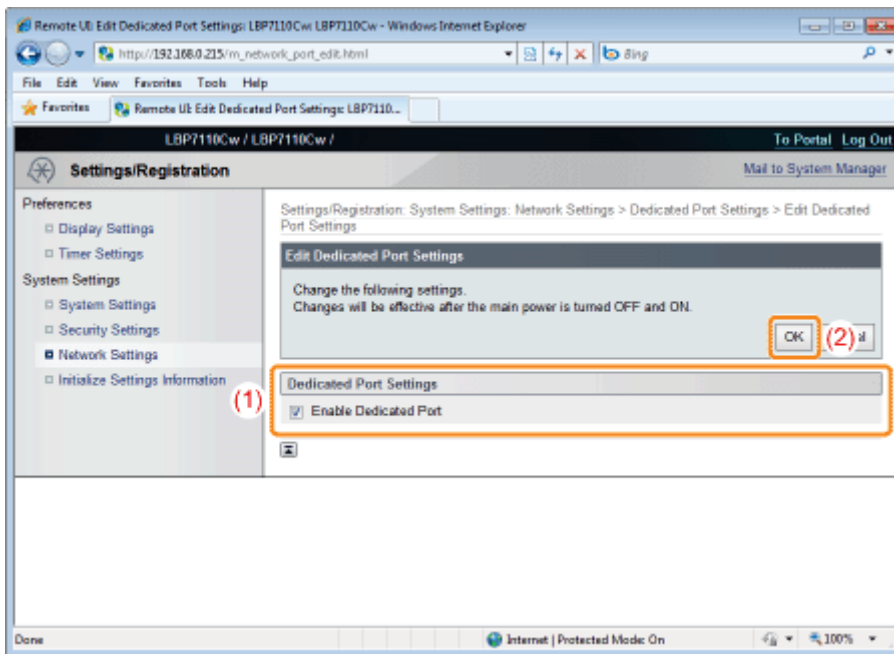 Remote UI: Edit Dedicated Port Settings: LBP7110Cw: LBP7110Cw - Windows Internet Explorer
http://192.168.0.215/m_network_port_edit.html
Bing
File Edit View Favorites Tools Help
Favorites
Remote UI: Edit Dedicated Port Settings: LBP7110...
LBP7110Cw / LBP7110Cw /
To Portal Log Out
Settings/Registration
Mail to System Manager
Preferences
Display Settings
Timer Settings
System Settings
System Settings
Security Settings
Network Settings
Initialize Settings Information
Settings/Registration: System Settings: Network Settings > Dedicated Port Settings > Edit Dedicated
Port Settings
Edit Dedicated Port Settings
Change the following settings.
Changes will be effective after the main power is turned OFF and ON.
OK
(2)
(1)
Dedicated Port Settings
Enable Dedicated Port
Done
Internet | Protected Mode: On
100%